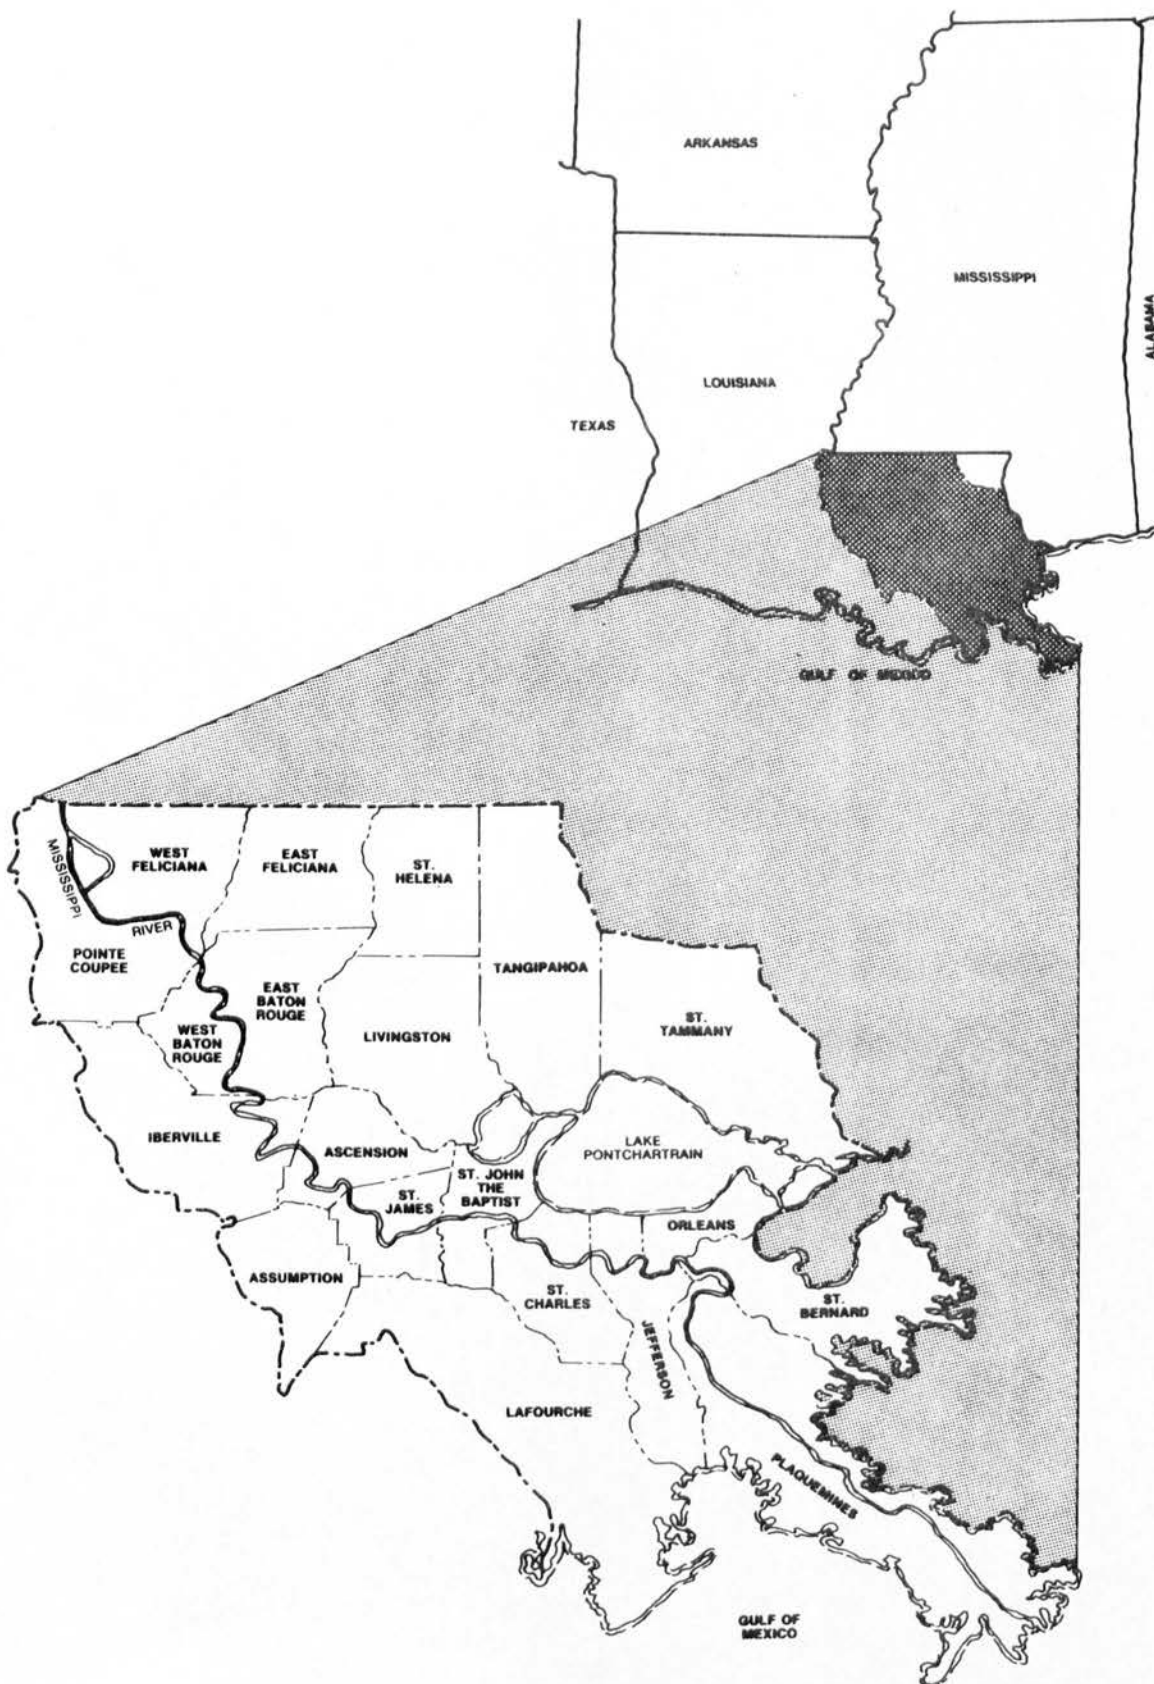 ARKANSAS
MISSISSIPPI
ALABAMA
LOUISIANA
TEXAS
GULF OF MEXICO
MISSISSIPPI
RIVER
WEST
FELICIANA
EAST
FELICIANA
ST.
HELENA
POINTE
COUPEE
TANGIPAHOA
EAST
BATON
ROUGE
WEST
BATON
ROUGE
LIVINGSTON
ST.
TAMMANY
IBERVILLE
ASCENSION
LAKE
PONTCHARTRAIN
ST. JOHN
THE
BAPTIST
ST.
JAMES
ORLEANS
ASSUMPTION
ST.
CHARLES
ST.
BERNARD
JEFFERSON
LAFOURCHE
PLAQUEMINES
GULF OF
MEXICO